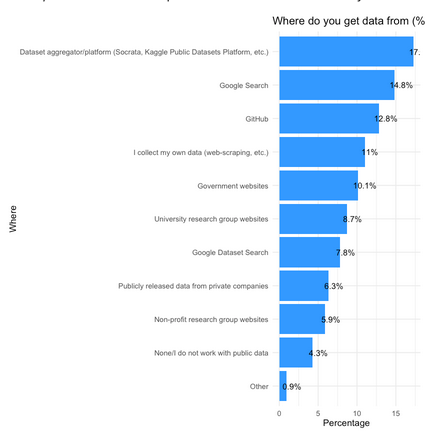 Where do you get data from (%
Dataset aggregator/platform (Socrata, Kaggle Public Datasets Platform, etc.)
17.
Google Search
14.8%
GitHub
12.8%
I collect my own data (web-scraping, etc.)
11%
Government websites
10.1%
University research group websites
8.7%
Google Dataset Search
7.8%
Publicly released data from private companies
6.3%
Non-profit research group websites
5.9%
None/I do not work with public data
4.3%
Other
0.9%
Where
0 5 10 15
Percentage